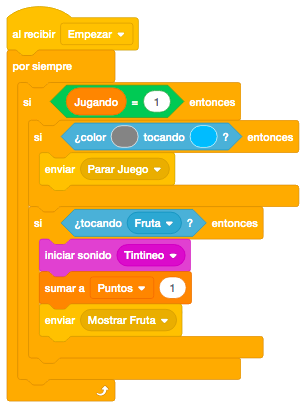 al recibir Empezar
por siempre
si Jugando = 1 entonces
si ¿color tocando ? entonces
enviar Parar Juego
si ¿tocando Fruta ? entonces
iniciar sonido Tintineo
sumar a Puntos 1
enviar Mostrar Fruta